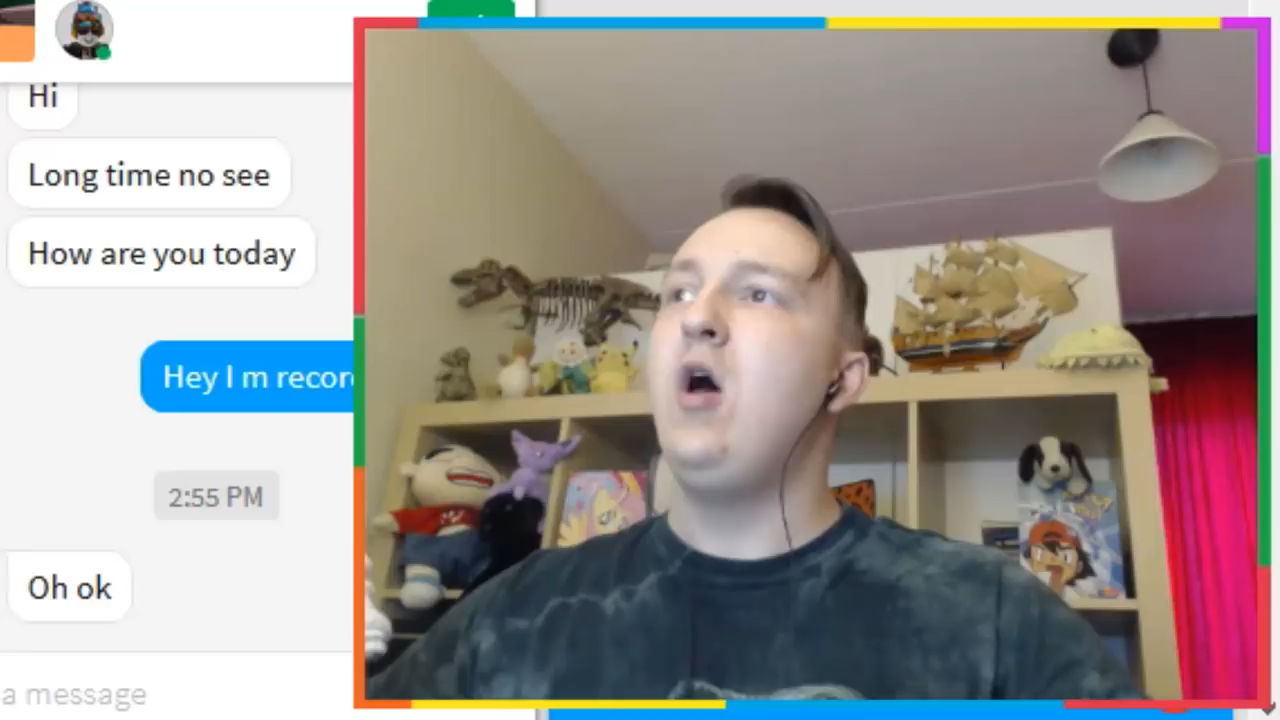 Hi
Long time no see
How are you today
Hey I m recor
2:55 PM
Oh ok
a message